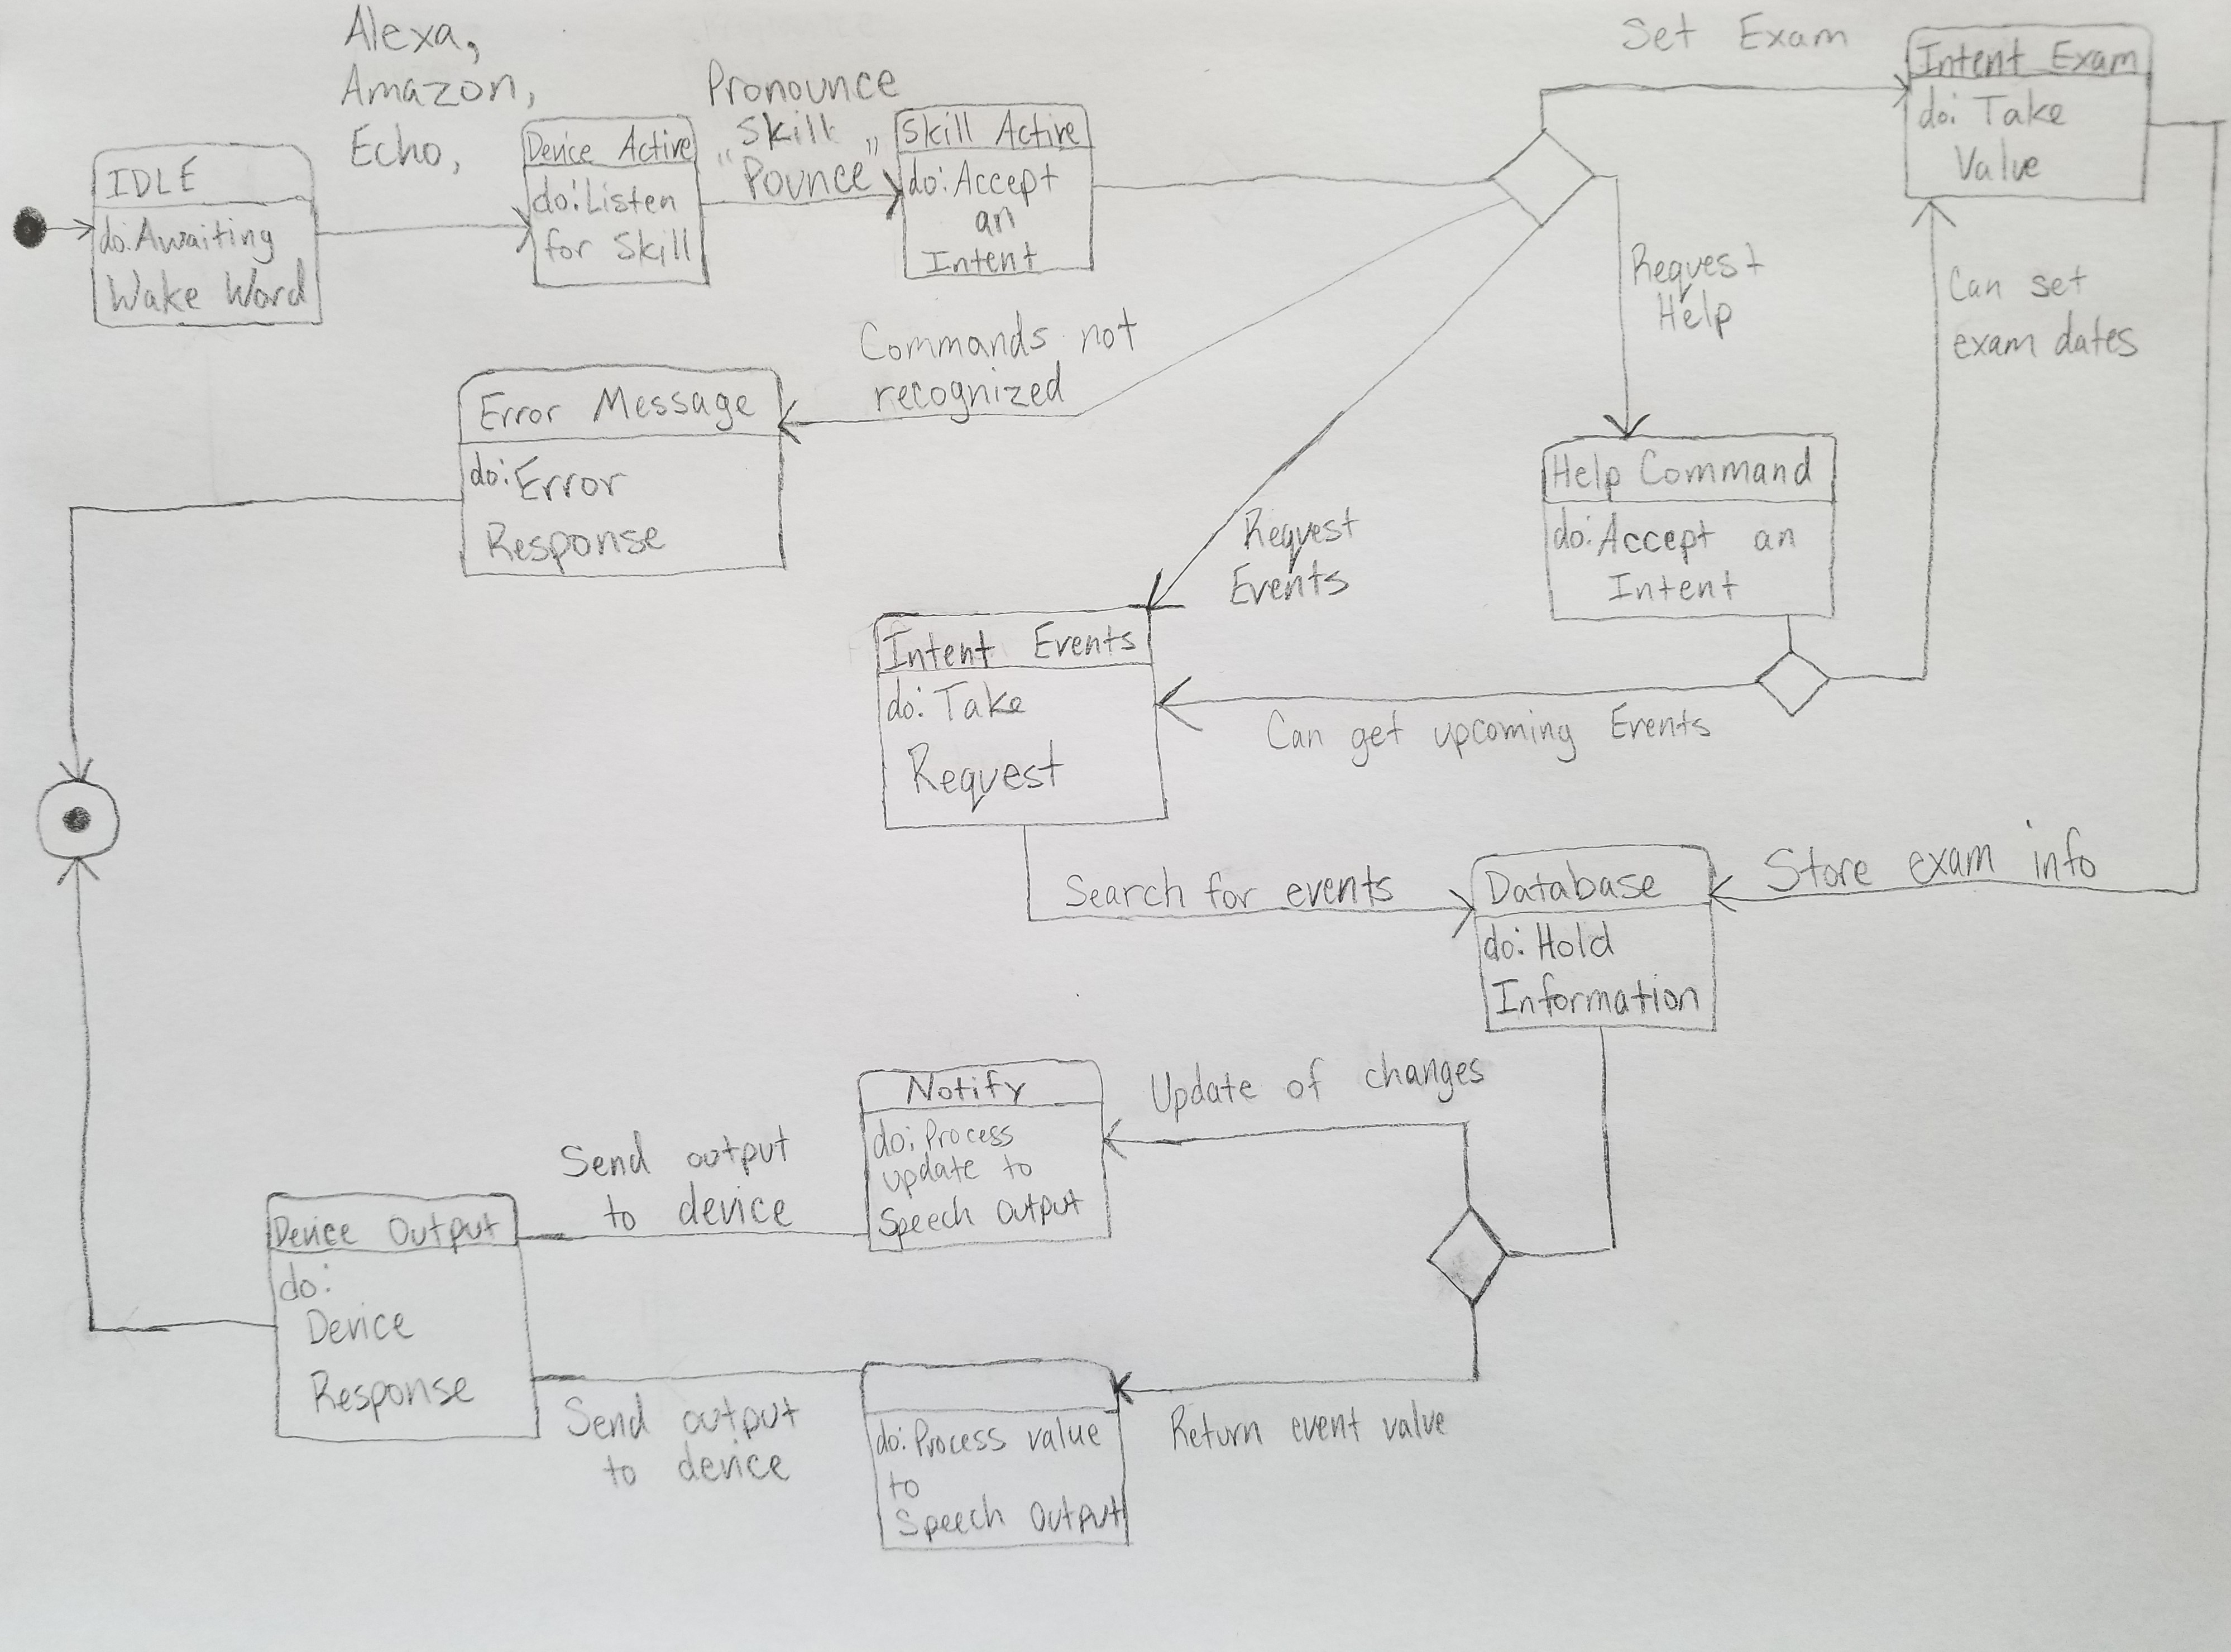 Alexa,
Amazon,
Echo,
IDLE
do: Awaiting
Wake Word
Device Active
do: Listen
for Skill
Pronounce
"Skill
Pounce"
Skill Active
do: Accept
an
Intent
Set Exam
Intent Exam
do: Take
Value
Request
Help
Can set
exam dates
Commands not
recognized
Error Message
do: Error
Response
Help Command
do: Accept an
Intent
Request
Events
Intent Events
do: Take
Request
Can get upcoming Events
Search for events
Database
do: Hold
Information
Store exam info
Update of changes
Notify
do: Process
update to
Speech Output
Send output
to device
Device Output
do:
Device
Response
Send output
to device
do: Process value
to
Speech Output
Return event value